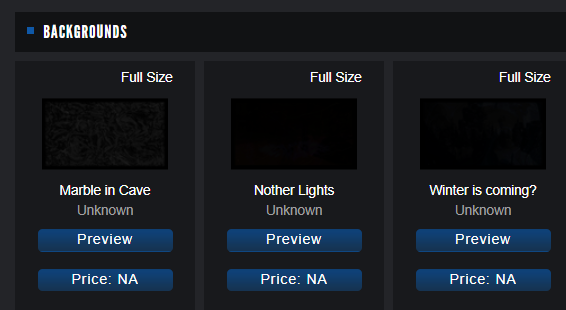 BACKGROUNDS
Full Size
Marble in Cave
Unknown
Preview
Price: NA
Full Size
Nother Lights
Unknown
Preview
Price: NA
Full Size
Winter is coming?
Unknown
Preview
Price: NA